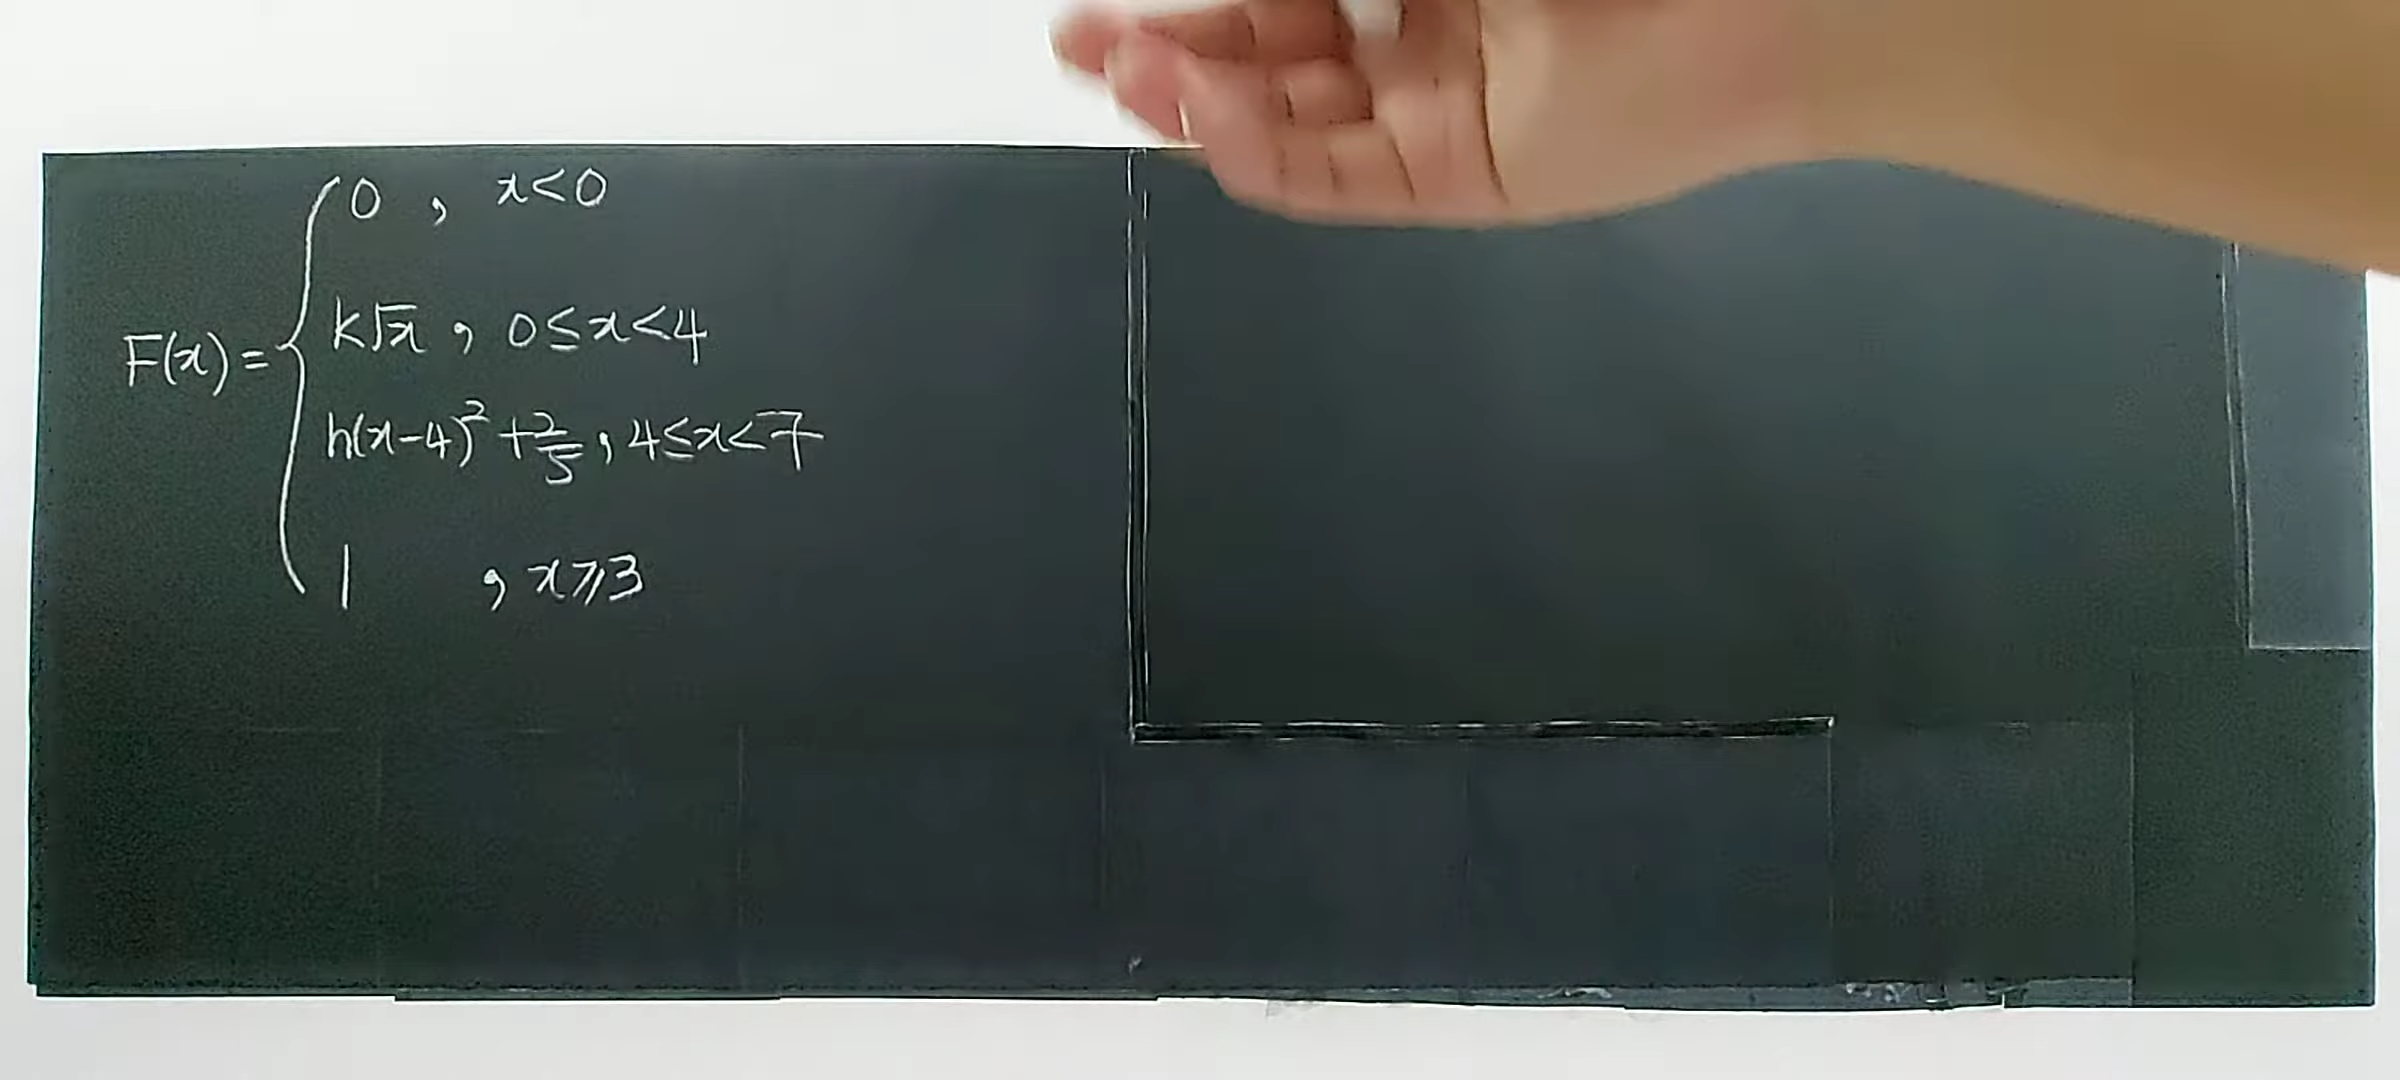 0 , x<0
k√x , 0≤x<4
F(x)=
h(x-4)²+2/5 , 4≤x<7
1 , x≥3